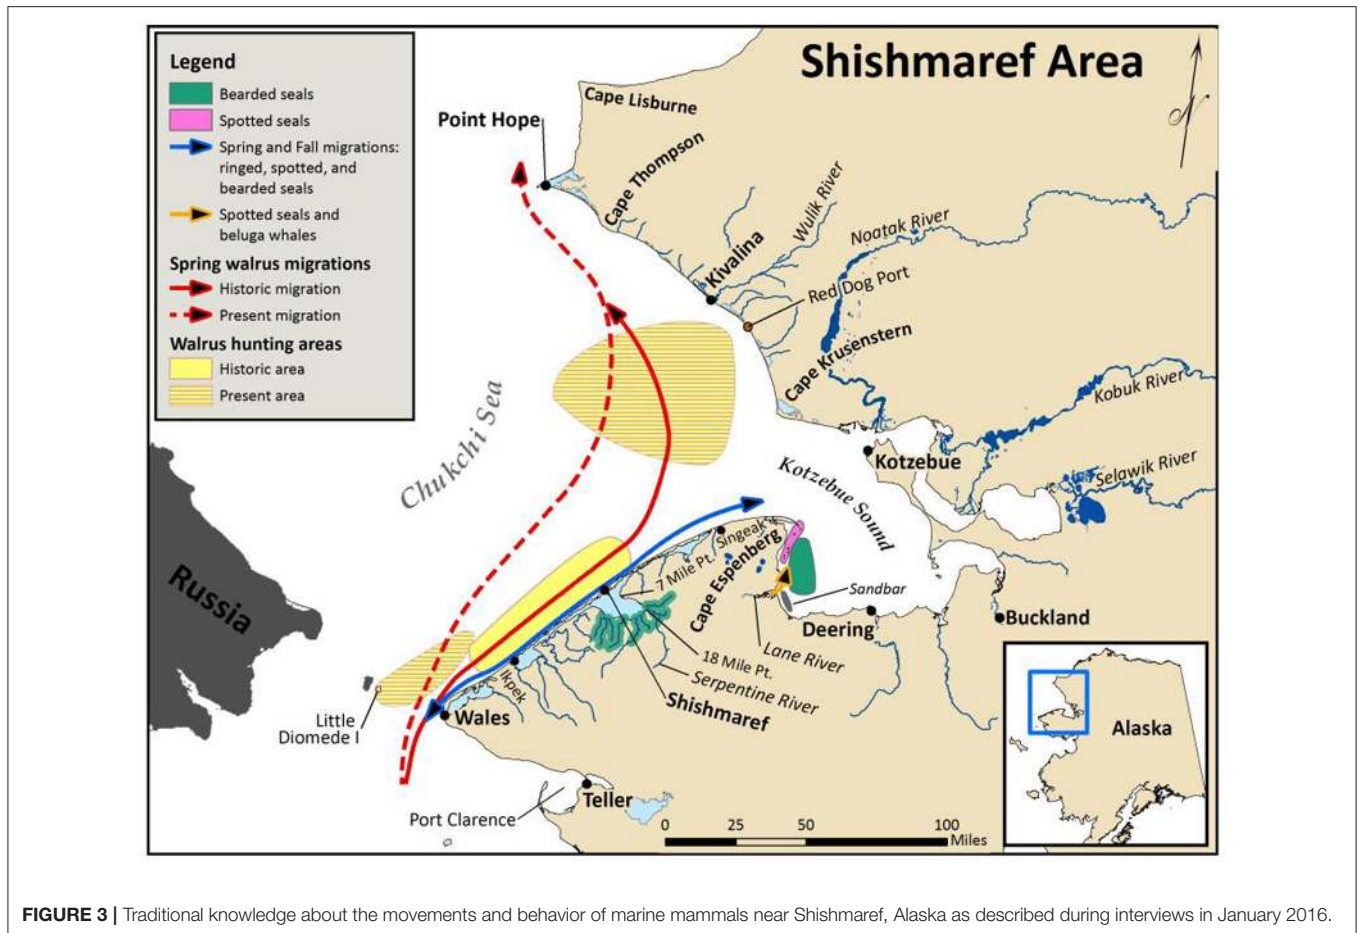 Shishmaref Area
Legend
Bearded seals
Spotted seals
Spring and Fall migrations:
ringed, spotted, and
bearded seals
Spotted seals and
beluga whales
Spring walrus migrations
Historic migration
Present migration
Walrus hunting areas
Historic area
Present area
Cape Lisburne
Point Hope
Cape Thompson
Wulik River
Noatak River
Kivalina
Red Dog Port
Cape Krusenstern
Kobuk River
Chukchi Sea
Kotzebue
Selawik River
Kotzebue Sound
Singeak
7 Mile Pt.
Cape Espenberg
Russia
Sandbar
Deering
Buckland
Lane River
18 Mile Pt.
Serpentine River
Ikpek
Shishmaref
Wales
Little
Diomede I
Alaska
Teller
Port Clarence
0 25 50 100
Miles
FIGURE 3 | Traditional knowledge about the movements and behavior of marine mammals near Shishmaref, Alaska as described during interviews in January 2016.